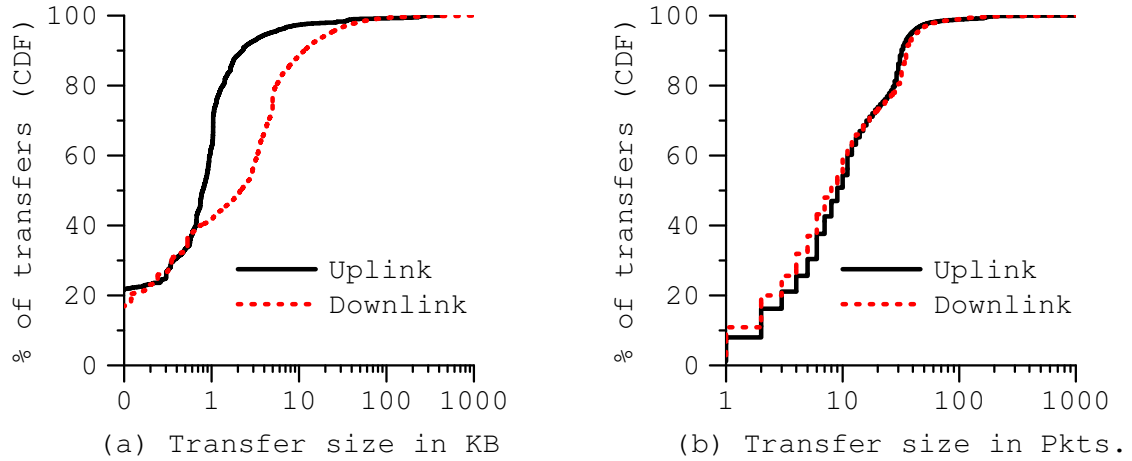 % of transfers (CDF)
100
80
60
40
20
0
0 1 10 100 1000
Uplink
Downlink
(a) Transfer size in KB
% of transfers (CDF)
100
80
60
40
20
0
1 10 100 1000
Uplink
Downlink
(b) Transfer size in Pkts.